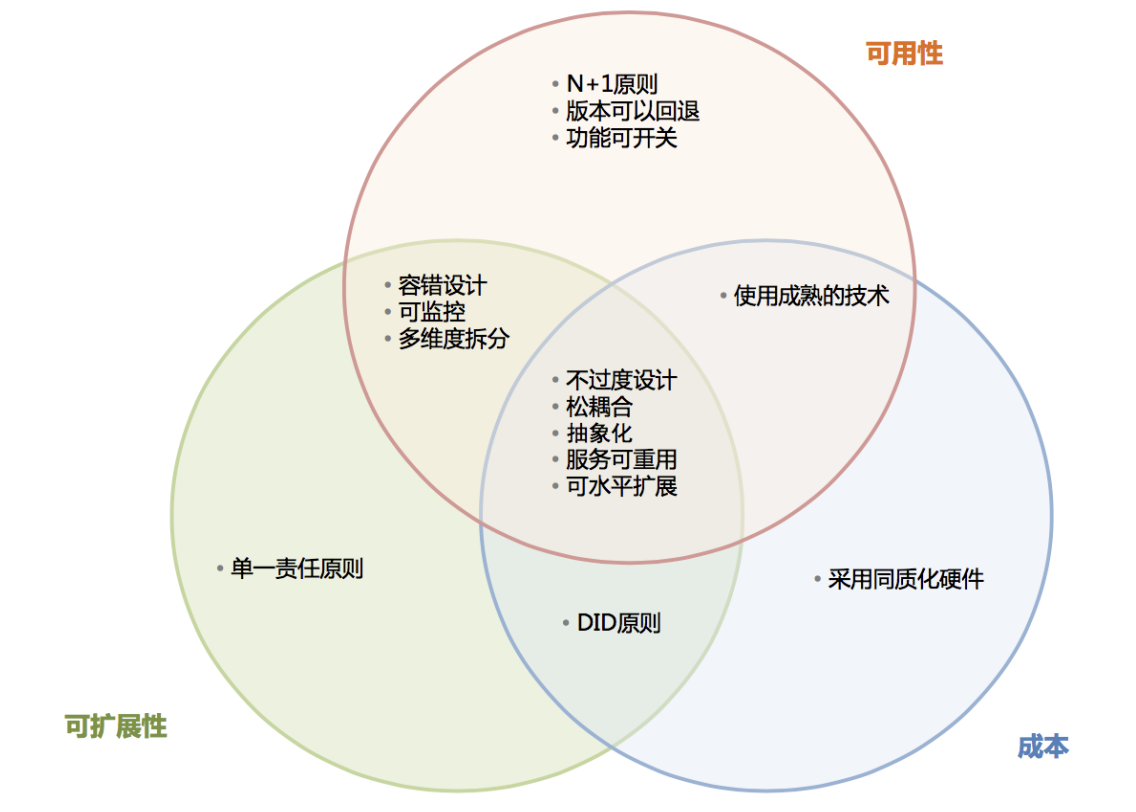 可用性
• N+1原则
• 版本可以回退
• 功能可开关
• 容错设计
• 可监控
• 多维度拆分
• 使用成熟的技术
• 不过度设计
• 松耦合
• 抽象化
• 服务可重用
• 可水平扩展
• 单一责任原则
• 采用同质化硬件
• DID原则
可扩展性
成本